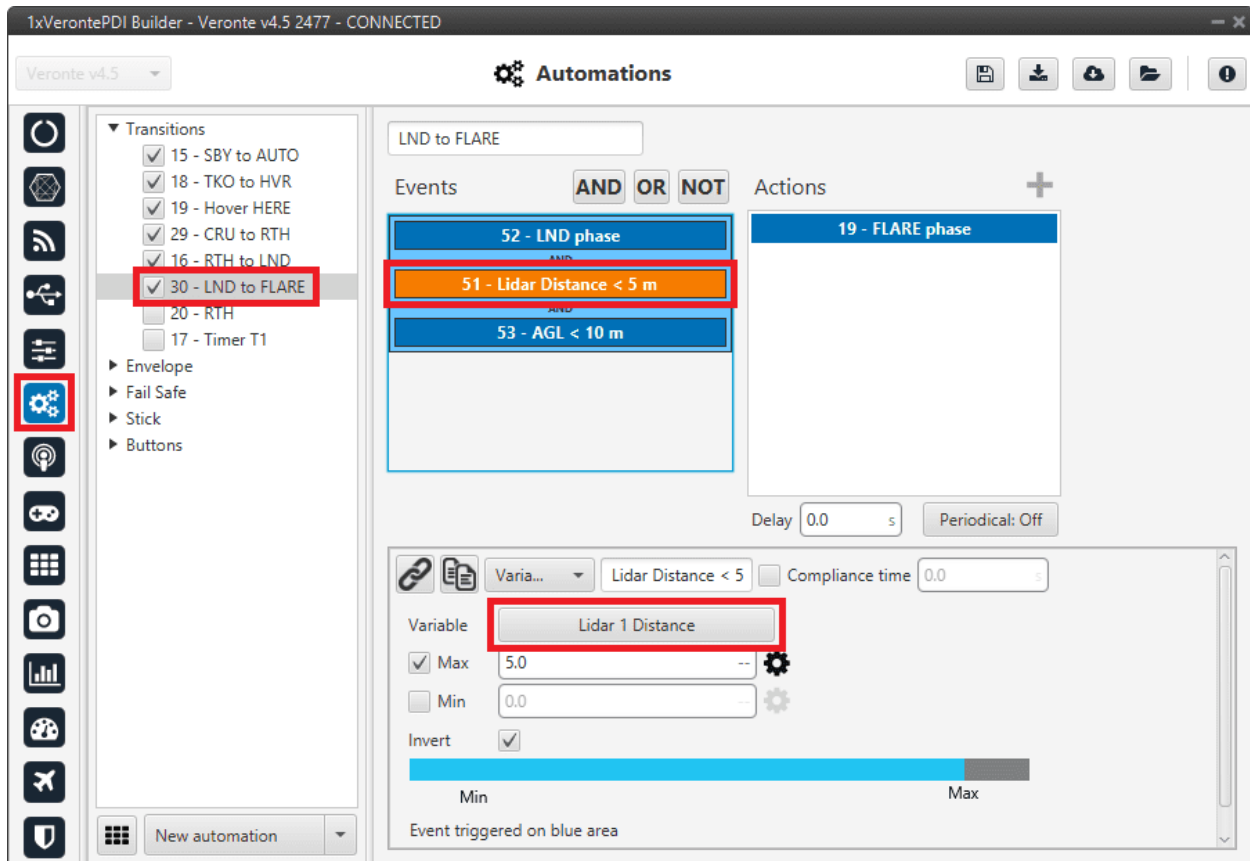 1xVerontePDI Builder - Veronte v4.5 2477 - CONNECTED
Veronte v4.5
Automations
Transitions
15 - SBY to AUTO
18 - TKO to HVR
19 - Hover HERE
29 - CRU to RTH
16 - RTH to LND
30 - LND to FLARE
20 - RTH
17 - Timer T1
Envelope
Fail Safe
Stick
Buttons
New automation
LND to FLARE
Events AND OR NOT
52 - LND phase
AND
51 - Lidar Distance < 5 m
AND
53 - AGL < 10 m
Actions
19 - FLARE phase
Delay 0.0 s Periodical: Off
Varia... Lidar Distance < 5 Compliance time 0.0 s
Variable Lidar 1 Distance
Max 5.0 --
Min 0.0 --
Invert
Min Max
Event triggered on blue area